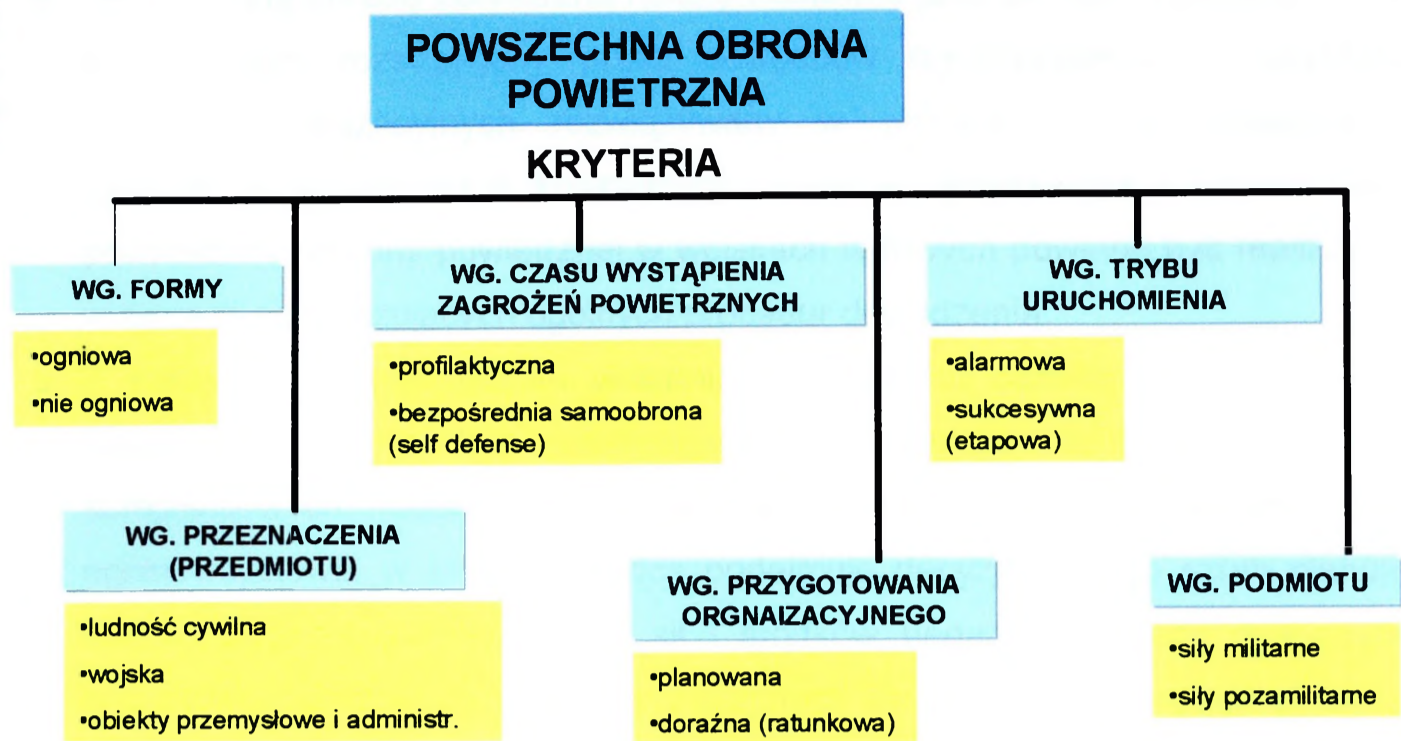 POWSZECHNA OBRONA
POWIETRZNA
KRYTERIA
WG. FORMY
•ogniowa
•nie ogniowa
WG. CZASU WYSTĄPIENIA
ZAGROŻEŃ POWIETRZNYCH
•profilaktyczna
•bezpośrednia samoobrona
(self defense)
WG. TRYBU
URUCHOMIENIA
•alarmowa
•sukcesywna
(etapowa)
WG. PRZEZNACZENIA
(PRZEDMIOTU)
•ludność cywilna
•wojska
•obiekty przemysłowe i administr.
WG. PRZYGOTOWANIA
ORGNAIZACYJNEGO
•planowana
•doraźna (ratunkowa)
WG. PODMIOTU
•siły militarne
•siły pozamilitarne